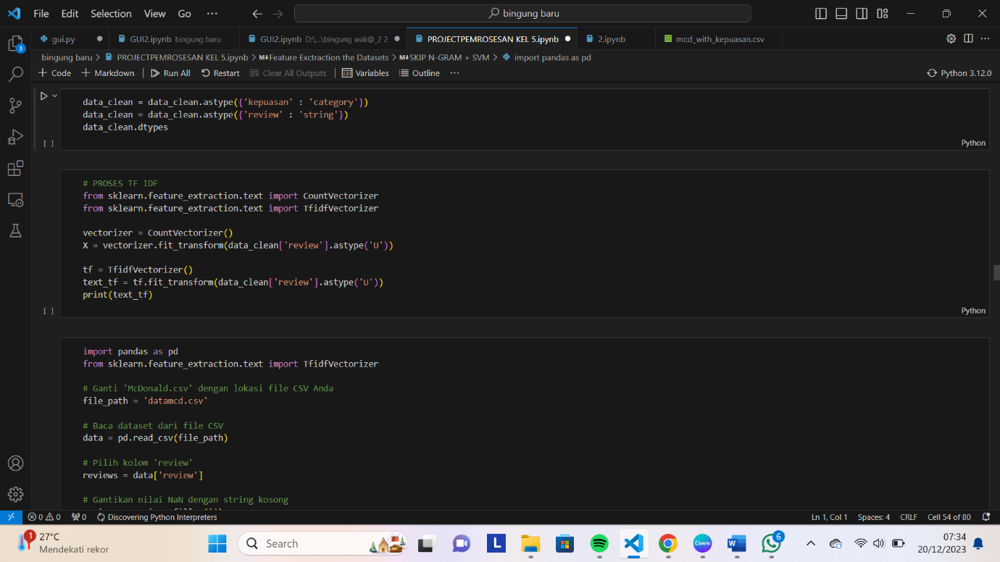 File Edit Selection View Go ··· bingung baru
gui.py GUI2.ipynb bingung baru GUI2.ipynb D:\...\bingung wak@_2 2 PROJECTPEMROSESAN KEL 5.ipynb 2.ipynb mcd_with_kepuasan.csv
bingung baru > PROJECTPEMROSESAN KEL 5.ipynb > M↓Feature Exctraction the Datasets > M↓SKIP N-GRAM + SVM > import pandas as pd
+ Code + Markdown Run All Restart Clear All Outputs Variables Outline ··· Python 3.12.0
3
data_clean = data_clean.astype({'kepuasan' : 'category'})
data_clean = data_clean.astype({'review' : 'string'})
data_clean.dtypes
[ ] Python
# PROSES TF IDF
from sklearn.feature_extraction.text import CountVectorizer
from sklearn.feature_extraction.text import TfidfVectorizer
vectorizer = CountVectorizer()
X = vectorizer.fit_transform(data_clean['review'].astype('U'))
tf = TfidfVectorizer()
text_tf = tf.fit_transform(data_clean['review'].astype('U'))
print(text_tf)
[ ] Python
import pandas as pd
from sklearn.feature_extraction.text import TfidfVectorizer
# Ganti 'McDonald.csv' dengan lokasi file CSV Anda
file_path = 'datamcd.csv'
# Baca dataset dari file CSV
data = pd.read_csv(file_path)
# Pilih kolom 'review'
reviews = data['review']
# Gantikan nilai NaN dengan string kosong
0 0 0 Discovering Python Interpreters Ln 1, Col 1 Spaces: 4 CRLF Cell 54 of 80
1 27°C
Mendekati rekor
Search
L
Canva
W
6
07:34
20/12/2023